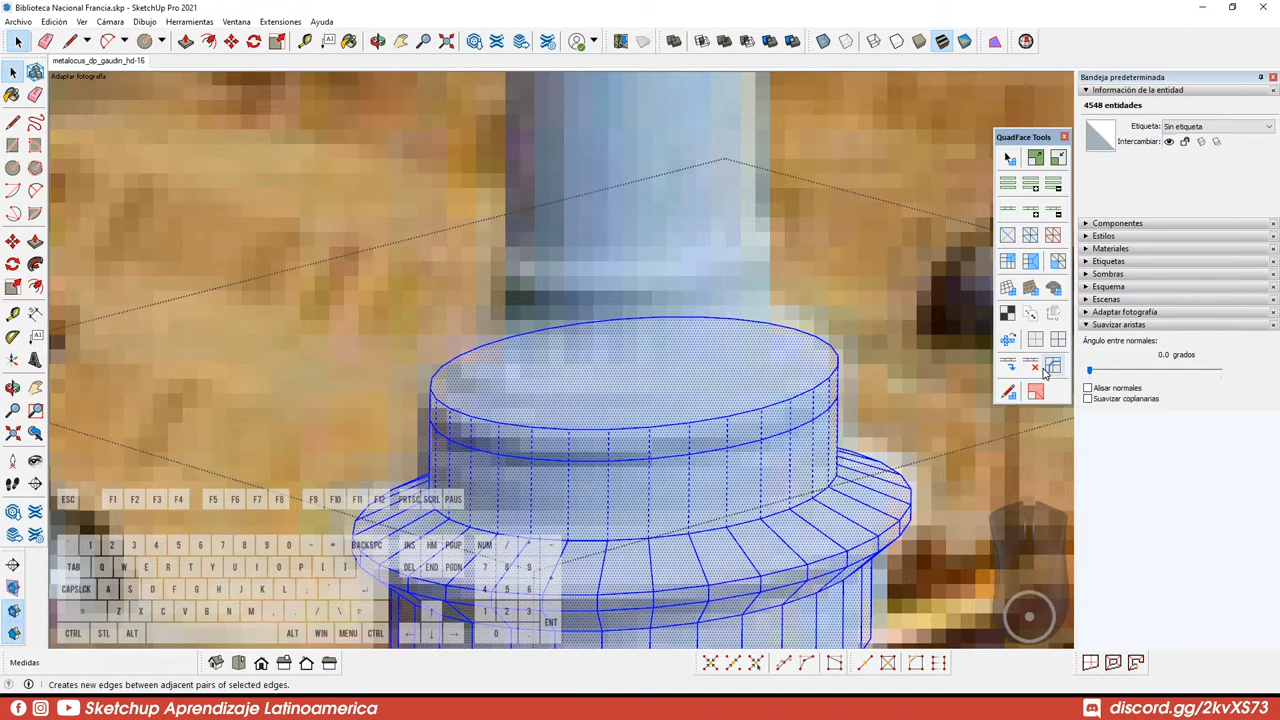 Biblioteca Nacional Francia.skp - SketchUp Pro 2021
Archivo Edición Ver Cámara Dibujo Herramientas Ventana Extensiones Ayuda
metalocus_dp_gaudin_hd-16
Adaptar fotografía
Bandeja predeterminada
Información de la entidad
4548 entidades
Etiqueta: Sin etiqueta
Intercambiar:
QuadFace Tools
Componentes
Estilos
Materiales
Etiquetas
Sombras
Esquema
Escenas
Adaptar fotografía
Suavizar aristas
Ángulo entre normales:
0.0 grados
Alisar normales
Suavizar coplanarias
ESC F1 F2 F3 F4 F5 F6 F7 F8 F9 F10 F11 F12 PRTSC SCRL PAUS
1 2 3 4 5 6 7 8 9 0 - = BACKSPC INS HM PGUP NUM / * -
TAB Q W E R T Y U I O P [ ] DEL END PGDN 7 8 9 +
CAPSLCK A S D F G H J K L ; 4 5 6
Z X C V B N M , . / 1 2 3
CTRL STL ALT ALT WIN MENU CTRL 0 . ENT
Medidas
Creates new edges between adjacent pairs of selected edges.
Sketchup Aprendizaje Latinoamerica
discord.gg/2kvXS73